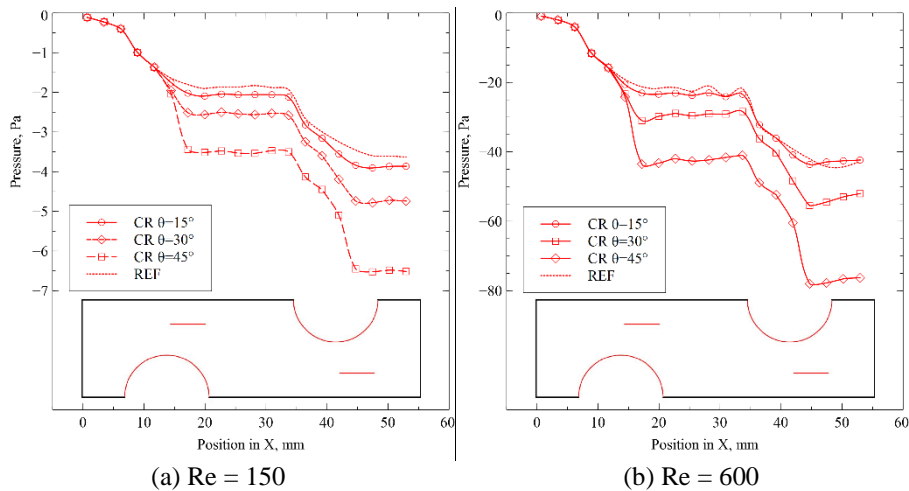 0
−1
−2
−3
−4
−5
−6
−7
Pressure, Pa
CR θ=15°
CR θ=30°
CR θ=45°
REF
0 10 20 30 40 50
Position in X, mm
(a) Re = 150
0
−20
−40
−60
−80
Pressure, Pa
CR θ=15°
CR θ=30°
CR θ=45°
REF
0 10 20 30 40 50 60
Position in X, mm
(b) Re = 600